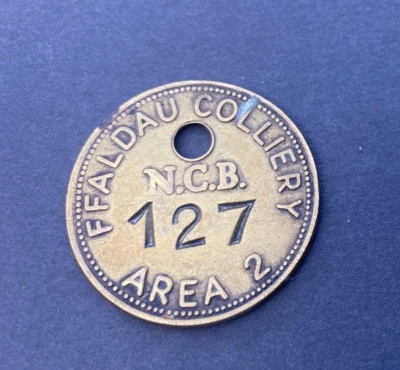 FFALDAU COLLIERY
N.C.B.
127
AREA 2